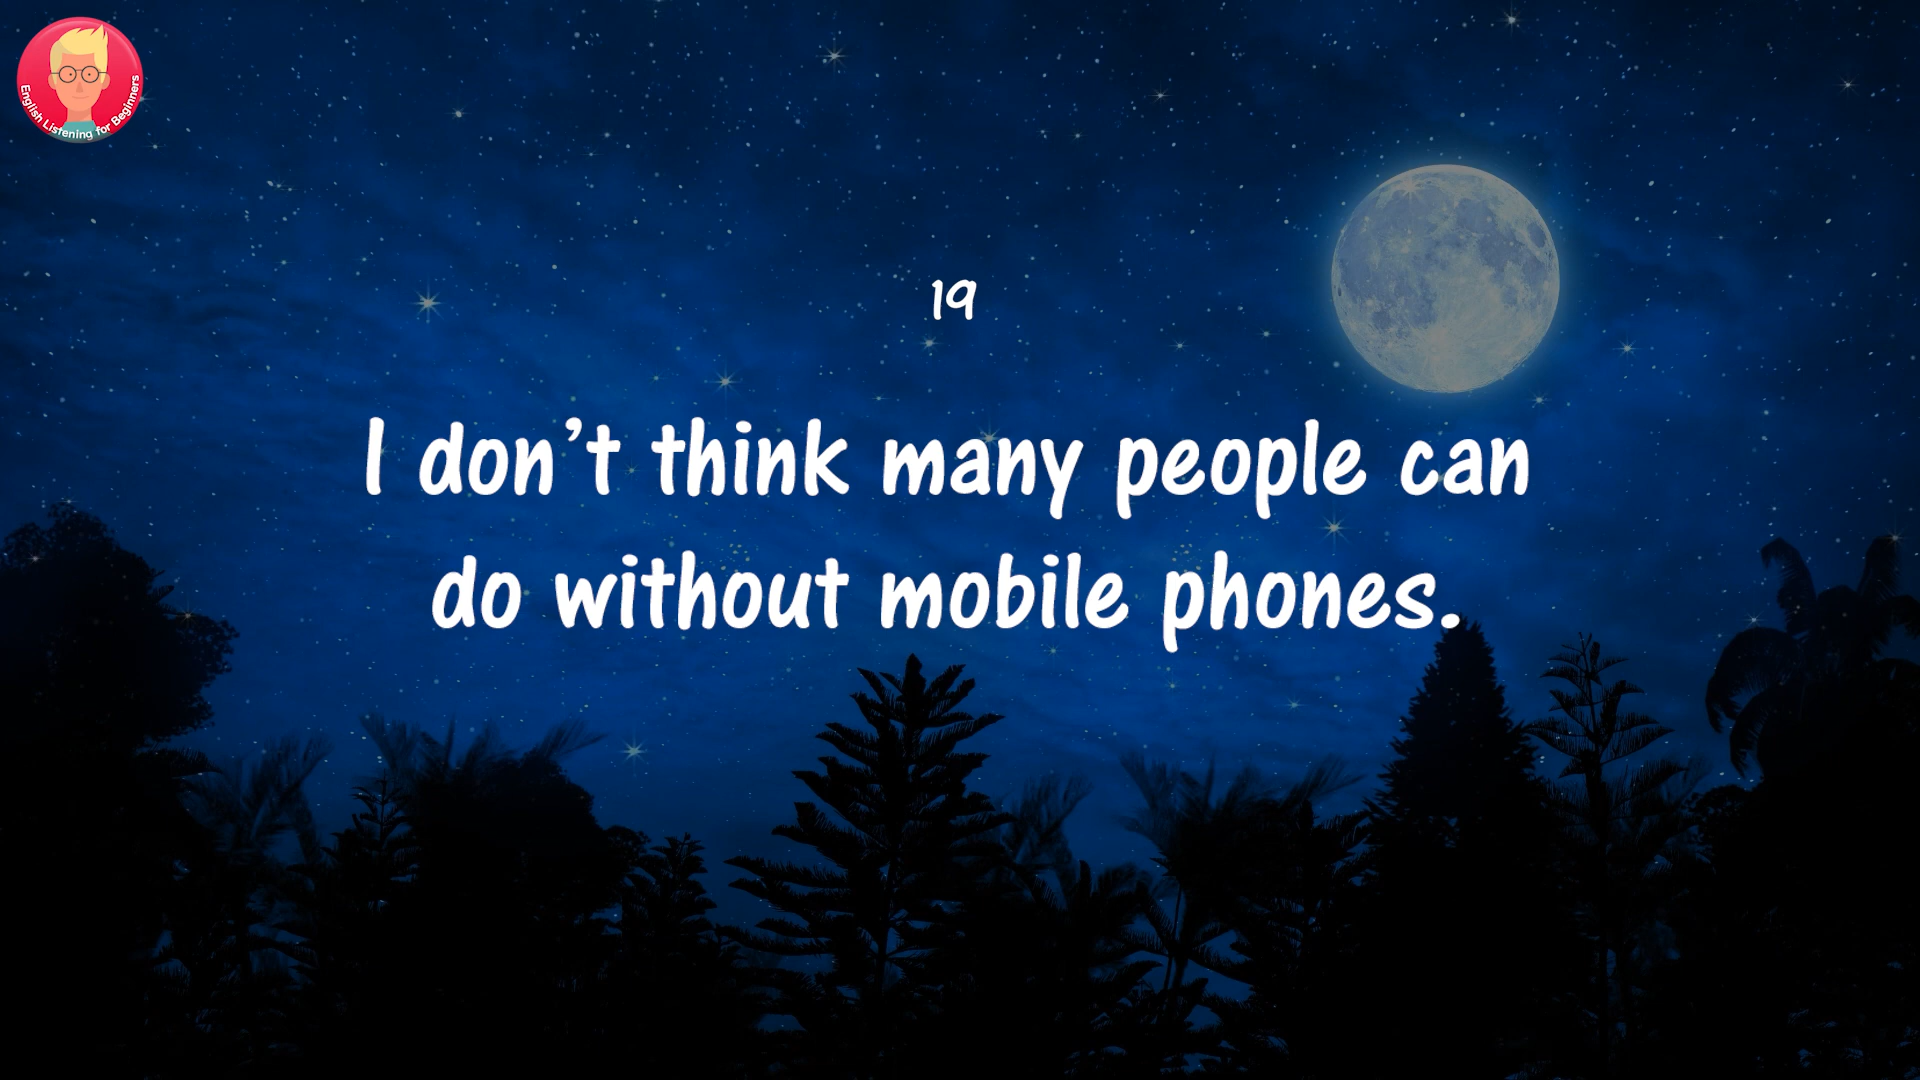 English Listening for Beginners
19
I don’t think many people can
do without mobile phones.